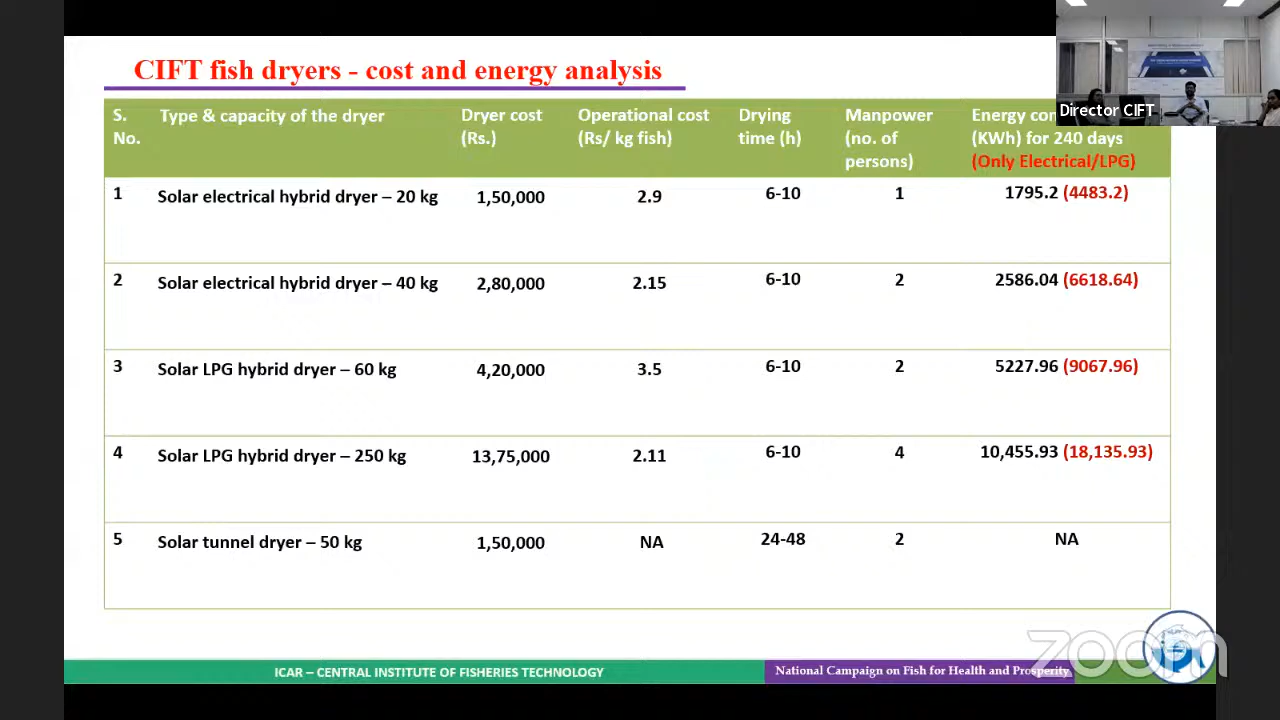 CIFT fish dryers - cost and energy analysis
Director CIFT
S. No. Type & capacity of the dryer Dryer cost (Rs.) Operational cost (Rs/ kg fish) Drying time (h) Manpower (no. of persons) Energy (KWh) for 240 days (Only Electrical/LPG)
1 Solar electrical hybrid dryer – 20 kg 1,50,000 2.9 6-10 1 1795.2 (4483.2)
2 Solar electrical hybrid dryer – 40 kg 2,80,000 2.15 6-10 2 2586.04 (6618.64)
3 Solar LPG hybrid dryer – 60 kg 4,20,000 3.5 6-10 2 5227.96 (9067.96)
4 Solar LPG hybrid dryer – 250 kg 13,75,000 2.11 6-10 4 10,455.93 (18,135.93)
5 Solar tunnel dryer – 50 kg 1,50,000 NA 24-48 2 NA
zoom
ICAR – CENTRAL INSTITUTE OF FISHERIES TECHNOLOGY
National Campaign on Fish for Health and Prosperity